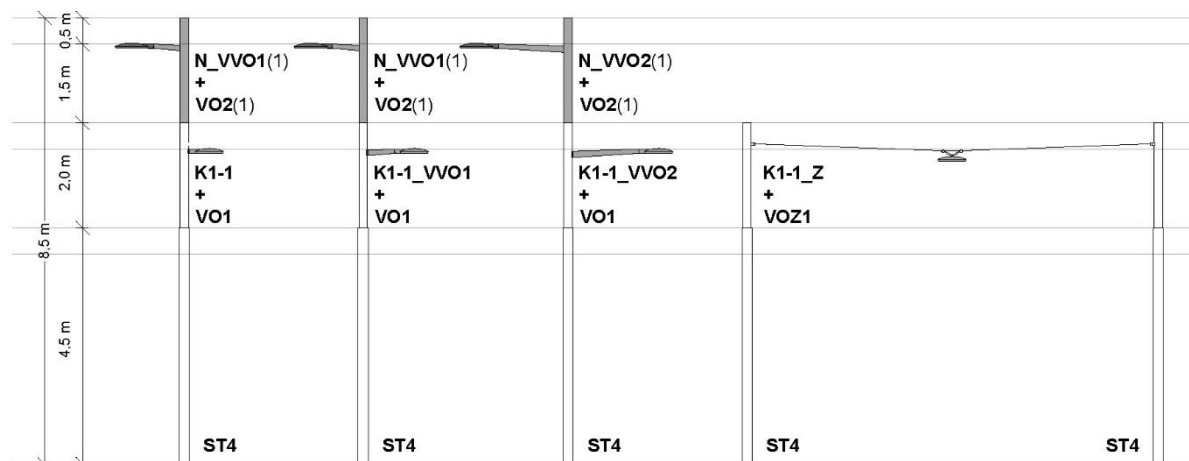 0,5 m
1.5 m
2.0 m
8.5 m
4.5 m
N_VVO1(1)
+
VO2(1)
N_VVO1(1)
+
VO2(1)
N_VVO2(1)
+
VO2(1)
K1-1
+
VO1
K1-1_VVO1
+
VO1
K1-1_VVO2
+
VO1
K1-1_Z
+
VOZ1
ST4
ST4
ST4
ST4
ST4